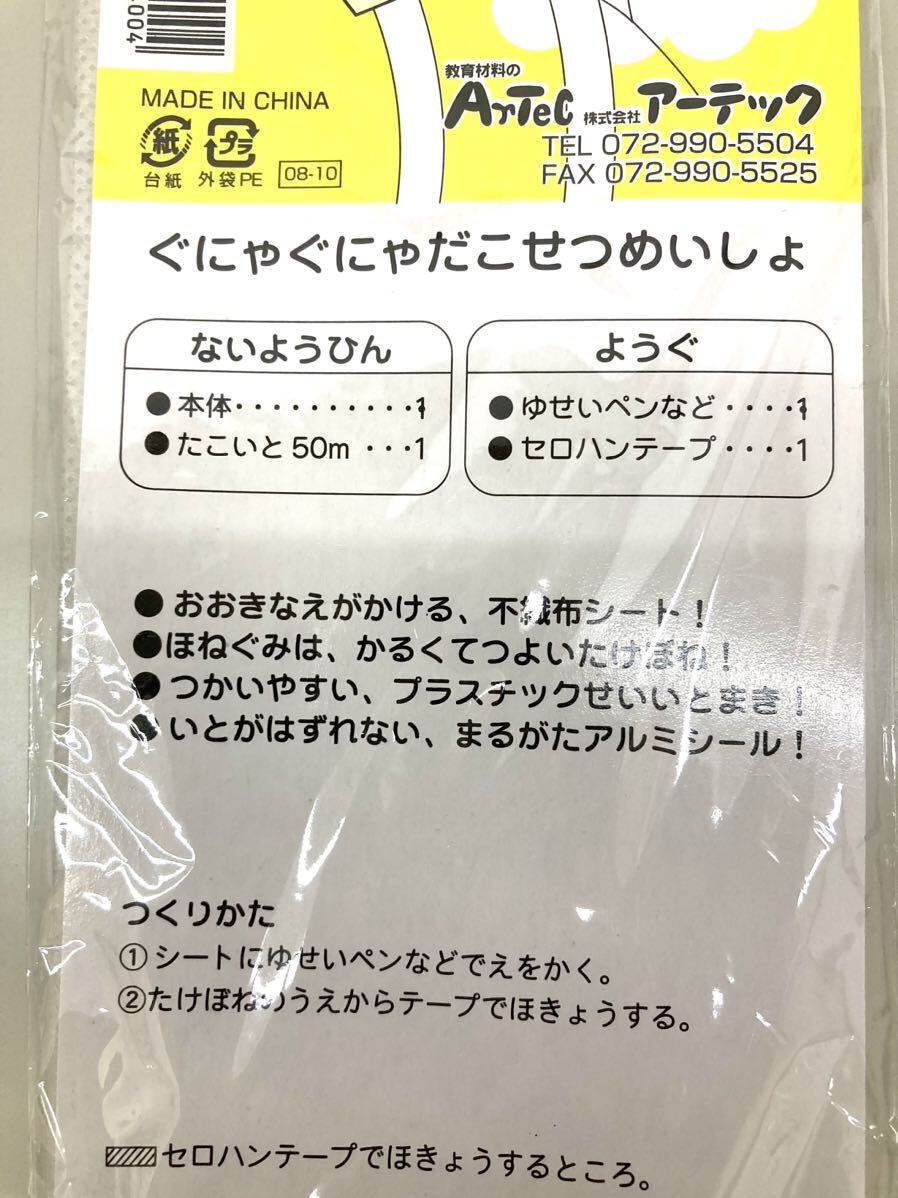 004
MADE IN CHINA
紙 プラ
台紙 外袋PE 08-10
教育材料の
ArTec 株式会社 アーテック
TEL 072-990-5504
FAX 072-990-5525
ぐにゃぐにゃだこせつめいしょ
ないようひん
●本体・・・・・・・・・・1
●たこいと50m・・・1
ようぐ
●ゆせいペンなど・・・・1
●セロハンテープ・・・・1
●おおきなえがかける、不織布シート!
●ほねぐみは、かるくてつよいたけぼね!
●つかいやすい、プラスチックせいいとまき!
●いとがはずれない、まるがたアルミシール!
つくりかた
①シートにゆせいペンなどでえをかく。
②たけぼねのうえからテープでほきょうする。
セロハンテープでほきょうするところ。